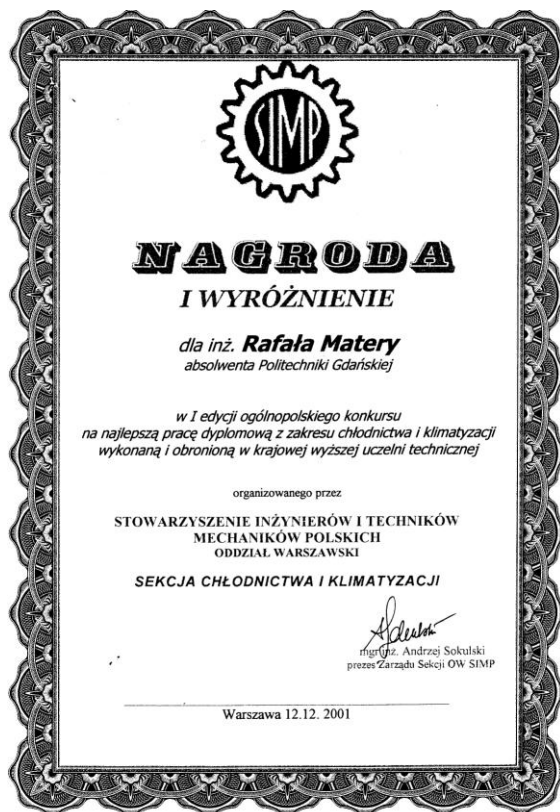 SIMP
NAGRODA
I WYRÓŻNIENIE
dla inż. Rafała Matery
absolwenta Politechniki Gdańskiej
w I edycji ogólnopolskiego konkursu
na najlepszą pracę dyplomową z zakresu chłodnictwa i klimatyzacji
wykonaną i obronioną w krajowej wyższej uczelni technicznej
organizowanego przez
STOWARZYSZENIE INŻYNIERÓW I TECHNIKÓW
MECHANIKÓW POLSKICH
ODDZIAŁ WARSZAWSKI
SEKCJA CHŁODNICTWA I KLIMATYZACJI
mgr inż. Andrzej Sokulski
prezes Zarządu Sekcji OW SIMP
Warszawa 12.12. 2001